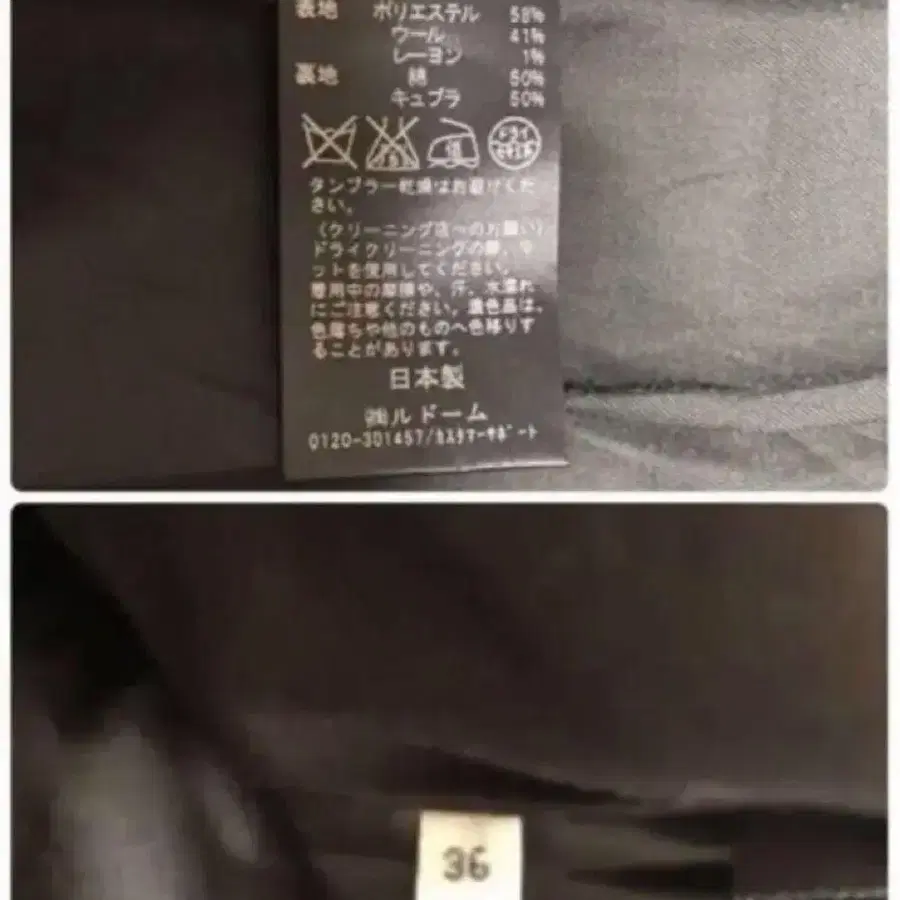 表地 ポリエステル 58%
ウール 41%
レーヨン 1%
裏地 綿 50%
キュプラ 50%
ドライ
タンブラー乾燥はお避けくだ
さい。
(クリーニング店へのお願い)
ドライクリーニングの際、ネ
ットを使用してください。
着用中の摩擦や、汗、水濡れ
にご注意ください。濃色品は、
色落ちや他のものへ色移りす
ることがあります。
日本製
㈱ルドーム
0120-301457/カスタマーサポート
36